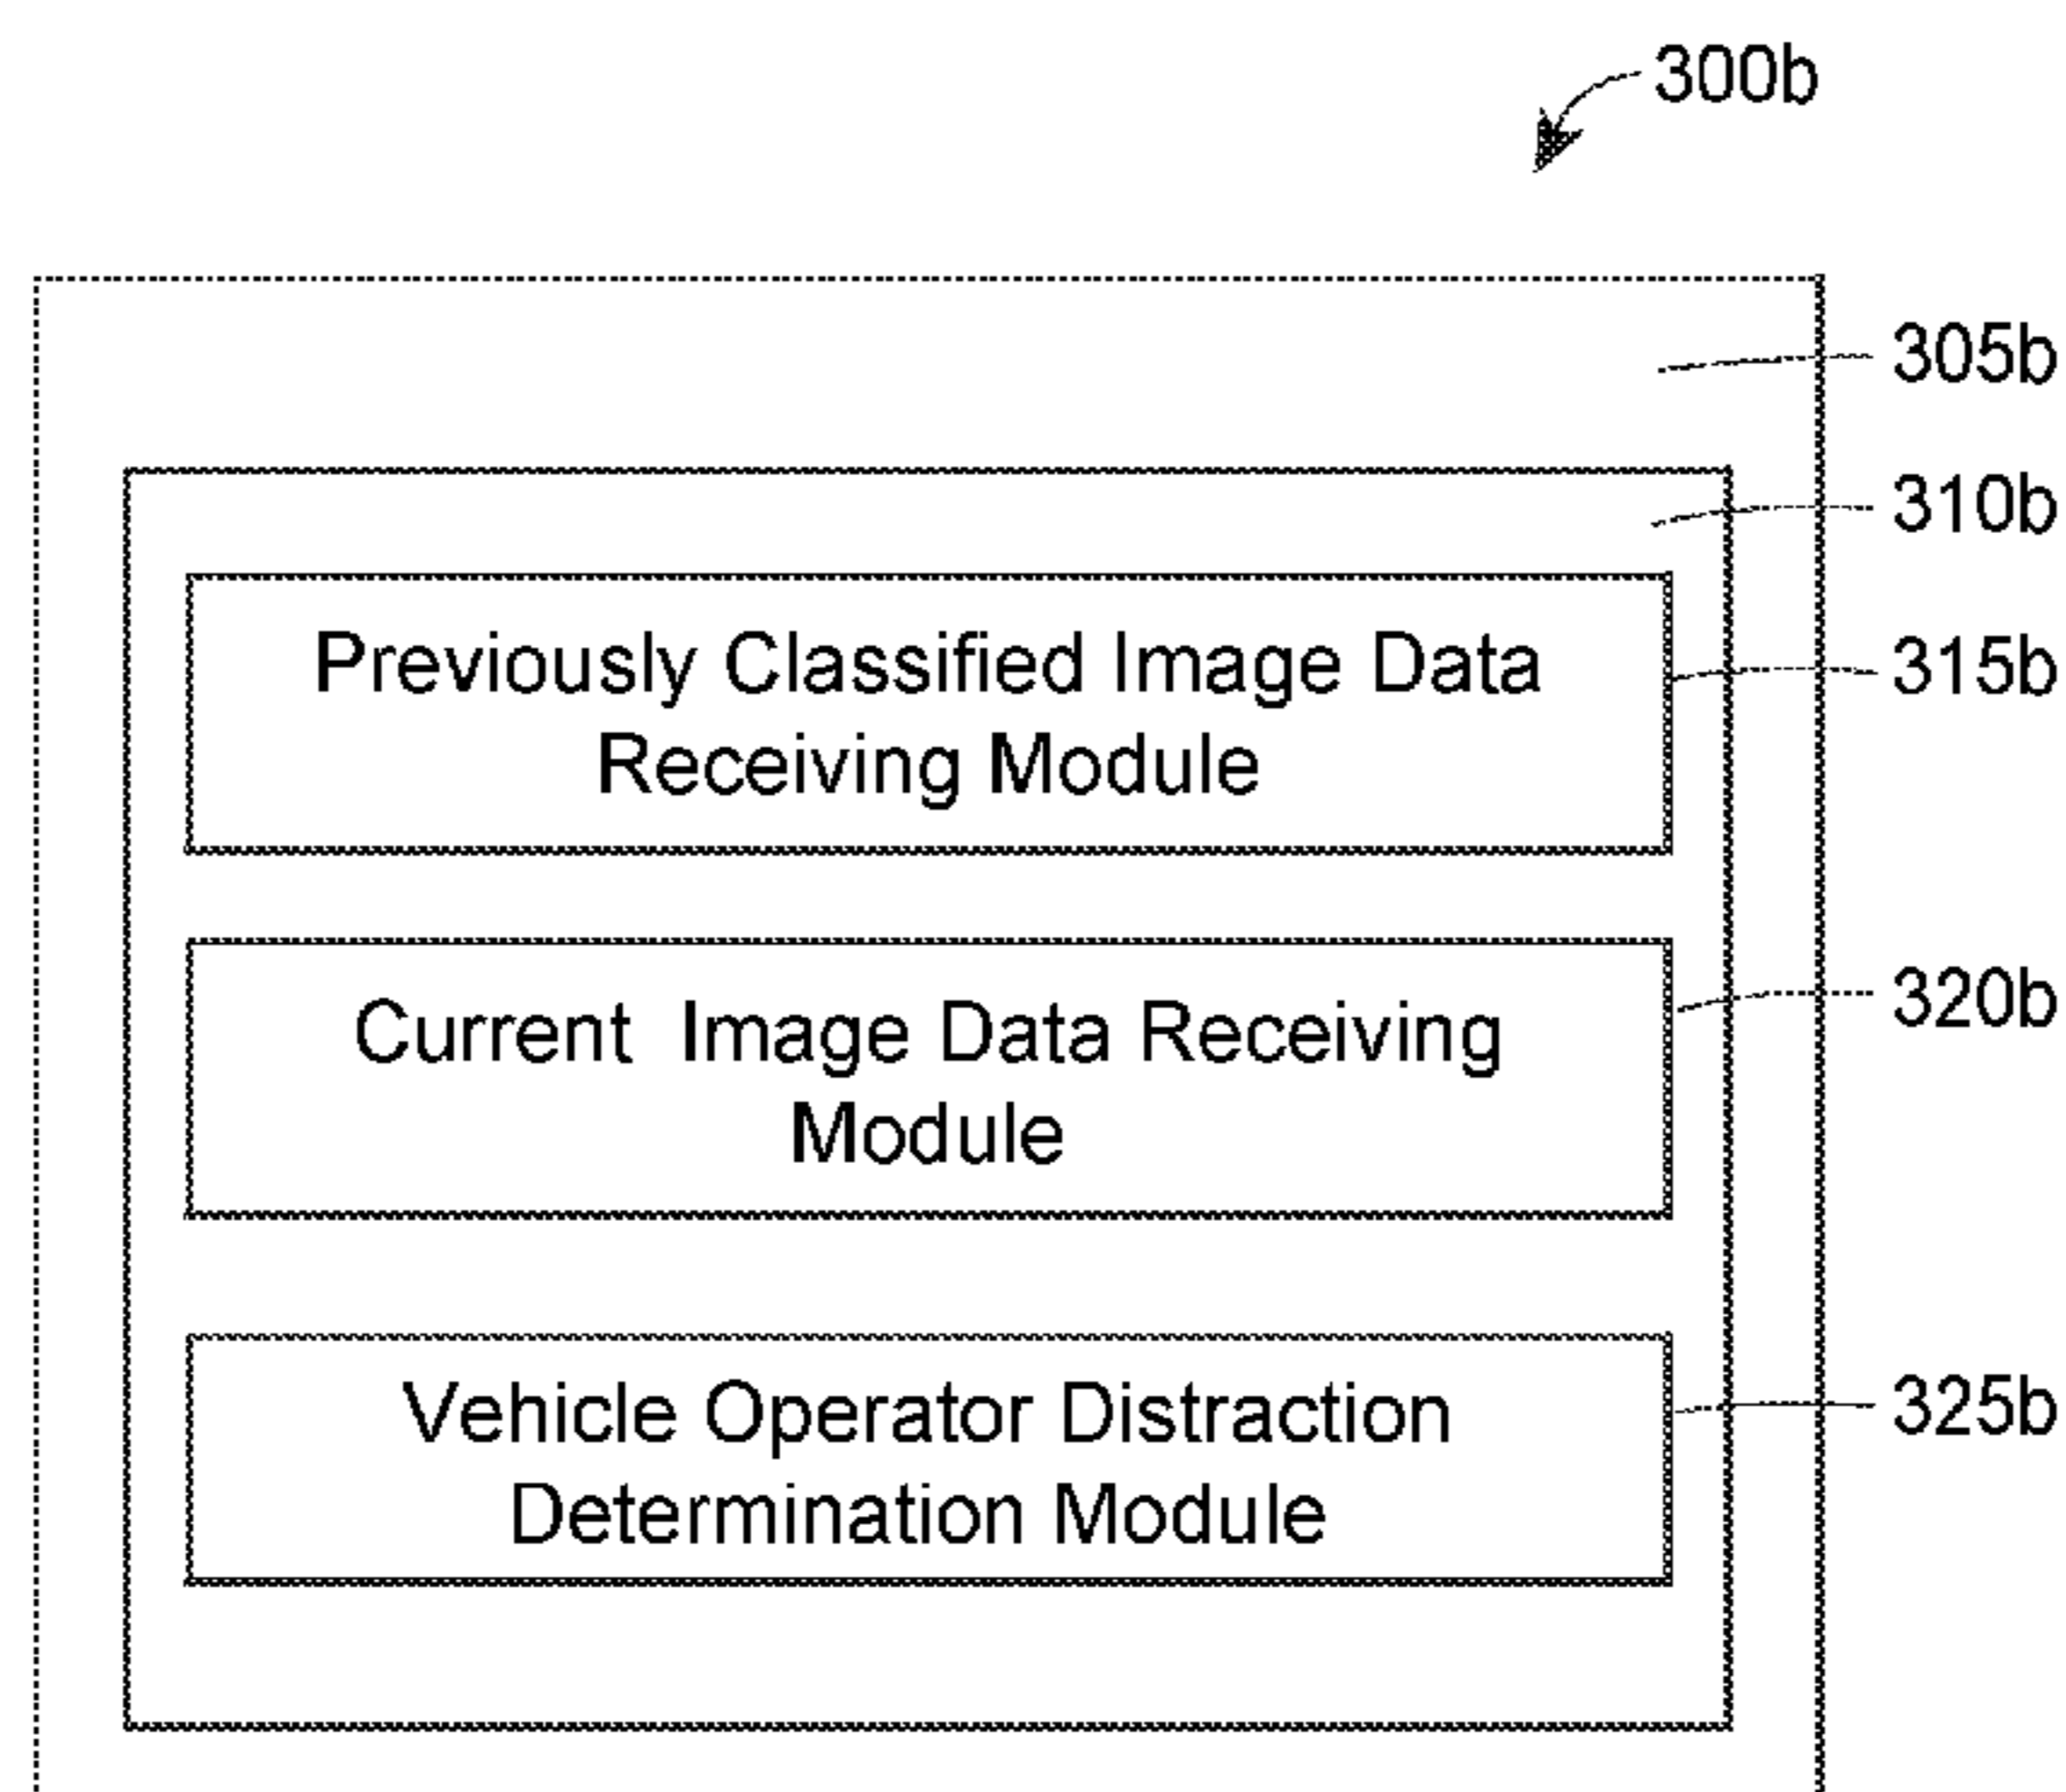 300b
305b
310b
Previously Classified Image Data
Receiving Module
315b
Current Image Data Receiving
Module
320b
Vehicle Operator Distraction
Determination Module
325b